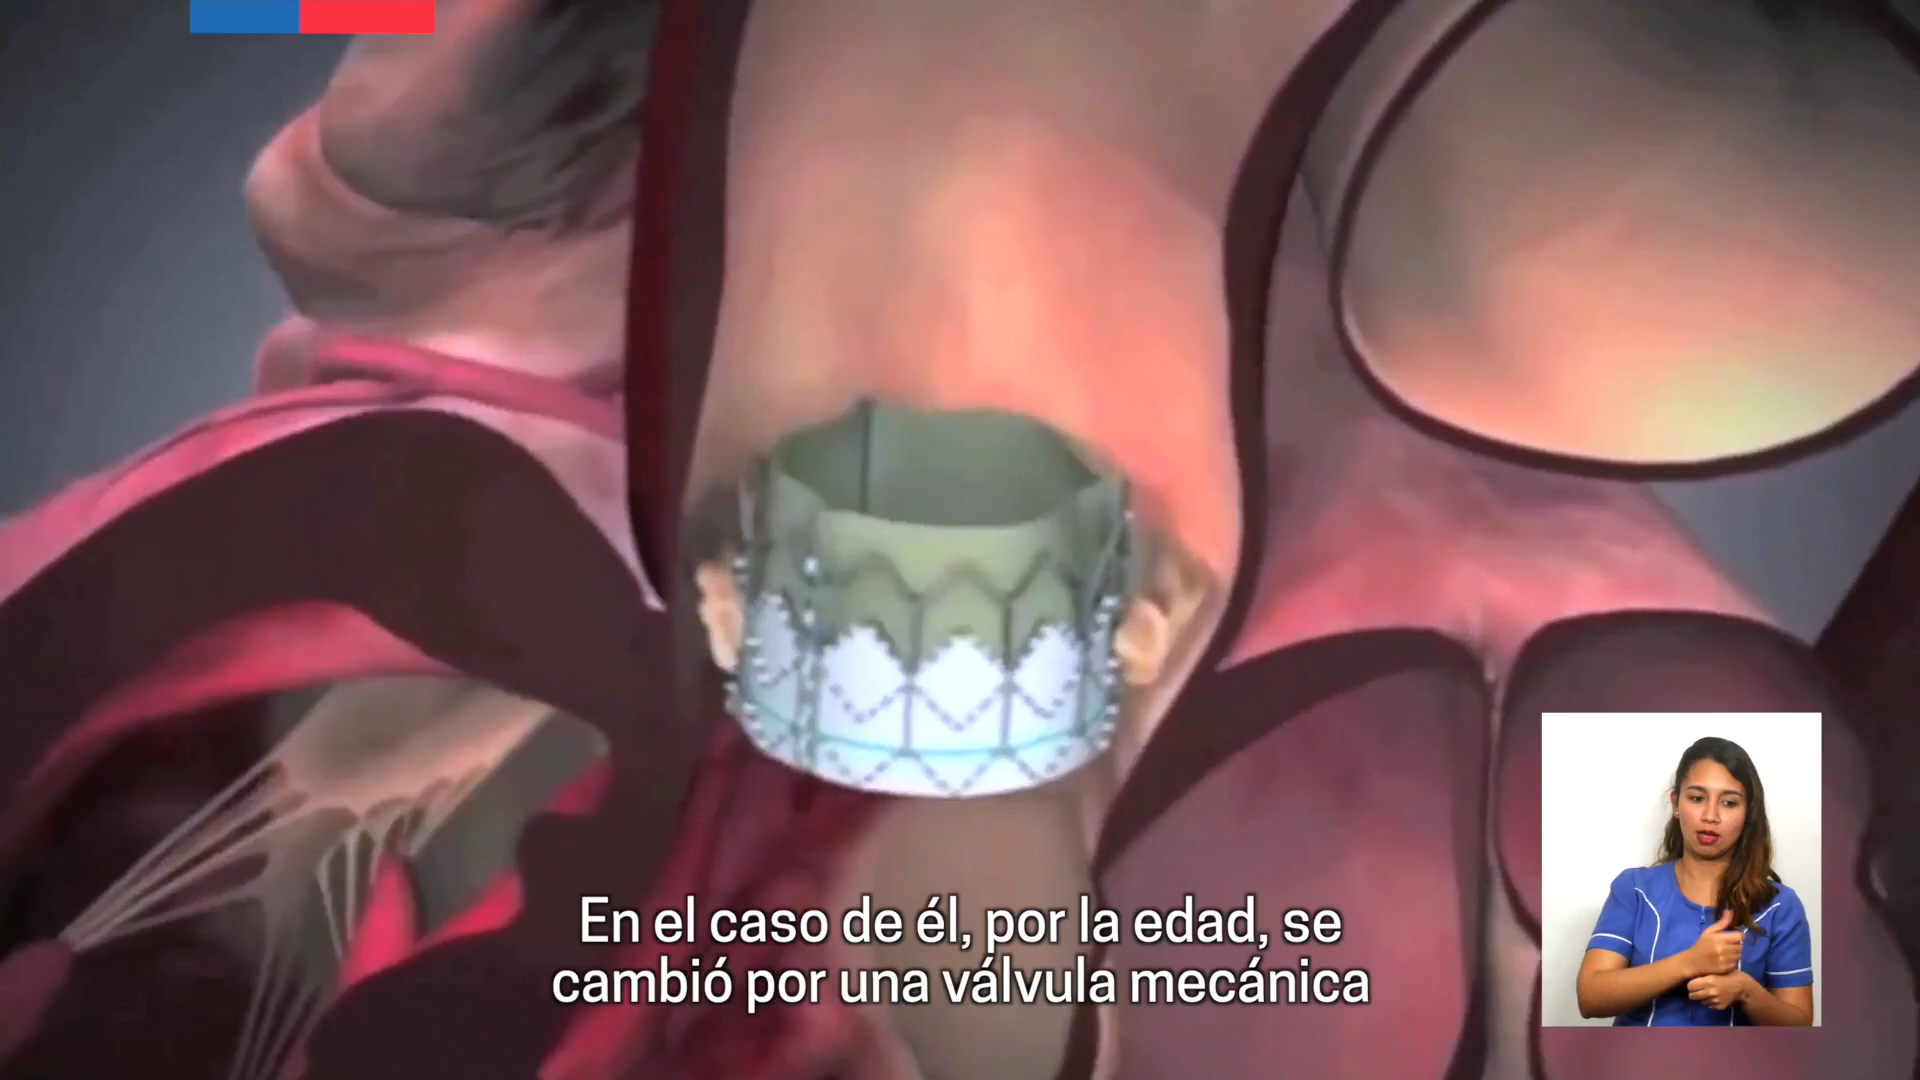 En el caso de él, por la edad, se
cambió por una válvula mecánica